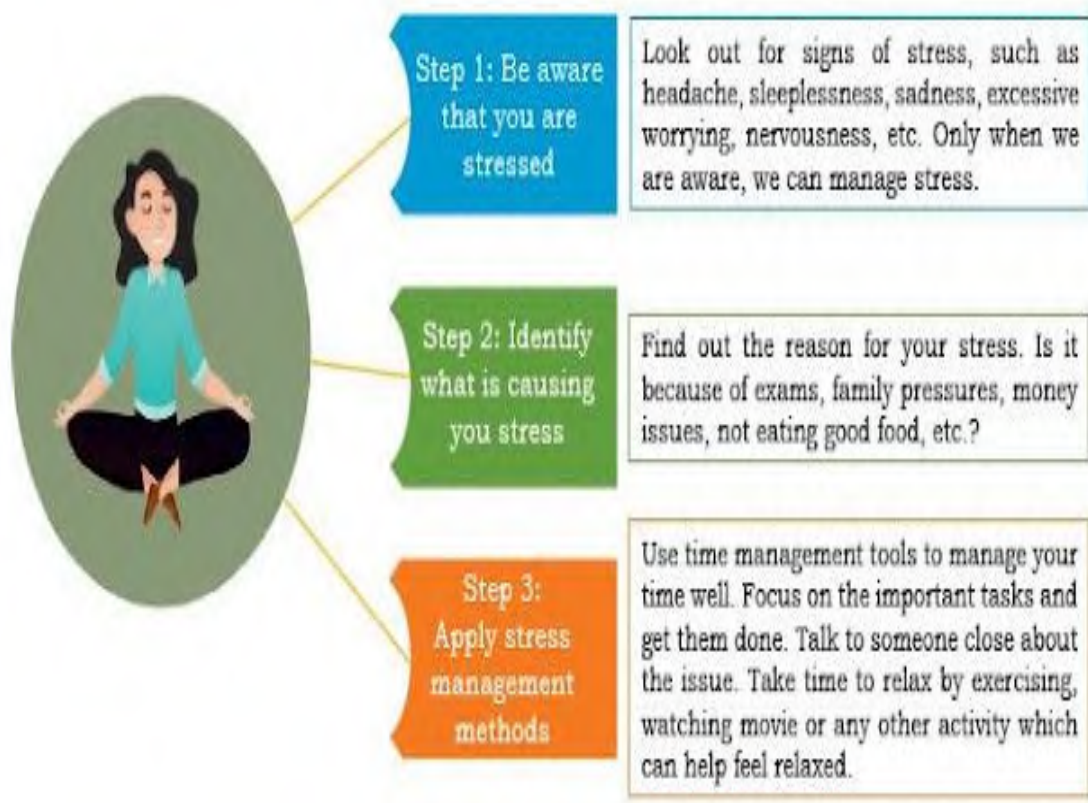 Step 1: Be aware
that you are
stressed
Look out for signs of stress, such as
headache, sleeplessness, sadness, excessive
worrying, nervousness, etc. Only when we
are aware, we can manage stress.
Step 2: Identify
what is causing
you stress
Find out the reason for your stress. Is it
because of exams, family pressures, money
issues, not eating good food, etc.?
Step 3:
Apply stress
management
methods
Use time management tools to manage your
time well. Focus on the important tasks and
get them done. Talk to someone close about
the issue. Take time to relax by exercising,
watching movie or any other activity which
can help feel relaxed.